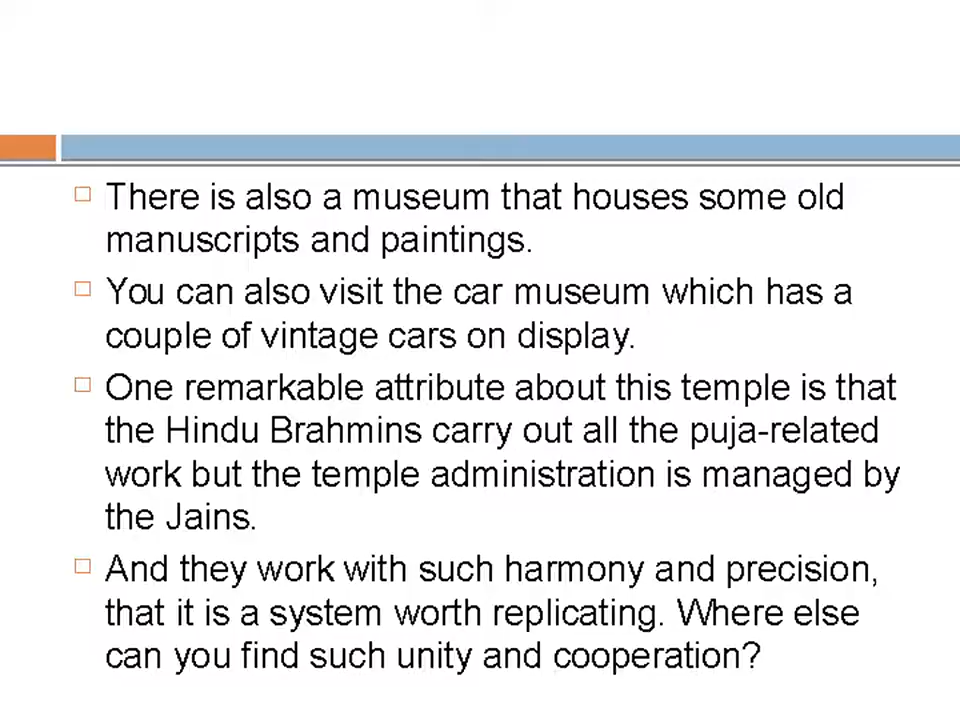 There is also a museum that houses some old
manuscripts and paintings.
You can also visit the car museum which has a
couple of vintage cars on display.
One remarkable attribute about this temple is that
the Hindu Brahmins carry out all the puja-related
work but the temple administration is managed by
the Jains.
And they work with such harmony and precision,
that it is a system worth replicating. Where else
can you find such unity and cooperation?